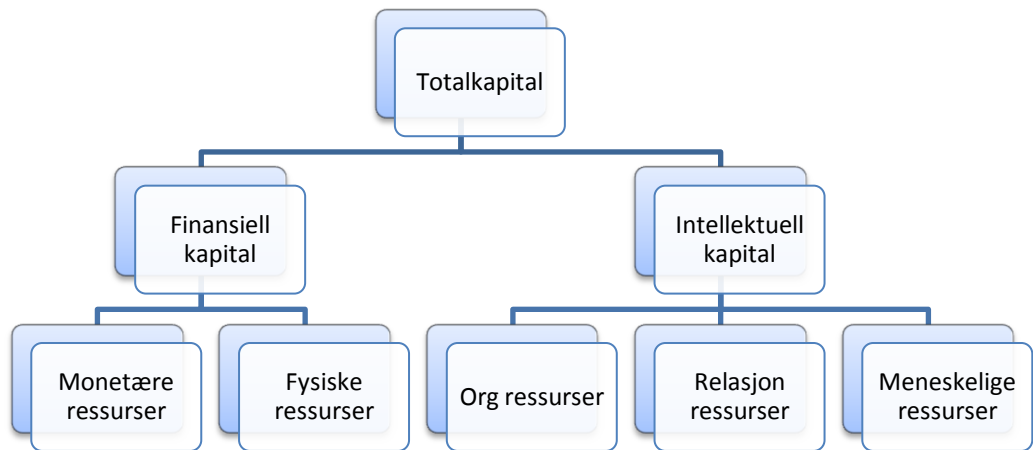 Totalkapital
Finansiell
kapital
Intellektuell
kapital
Monetære
ressurser
Fysiske
ressurser
Org ressurser
Relasjon
ressurser
Meneskelige
ressurser